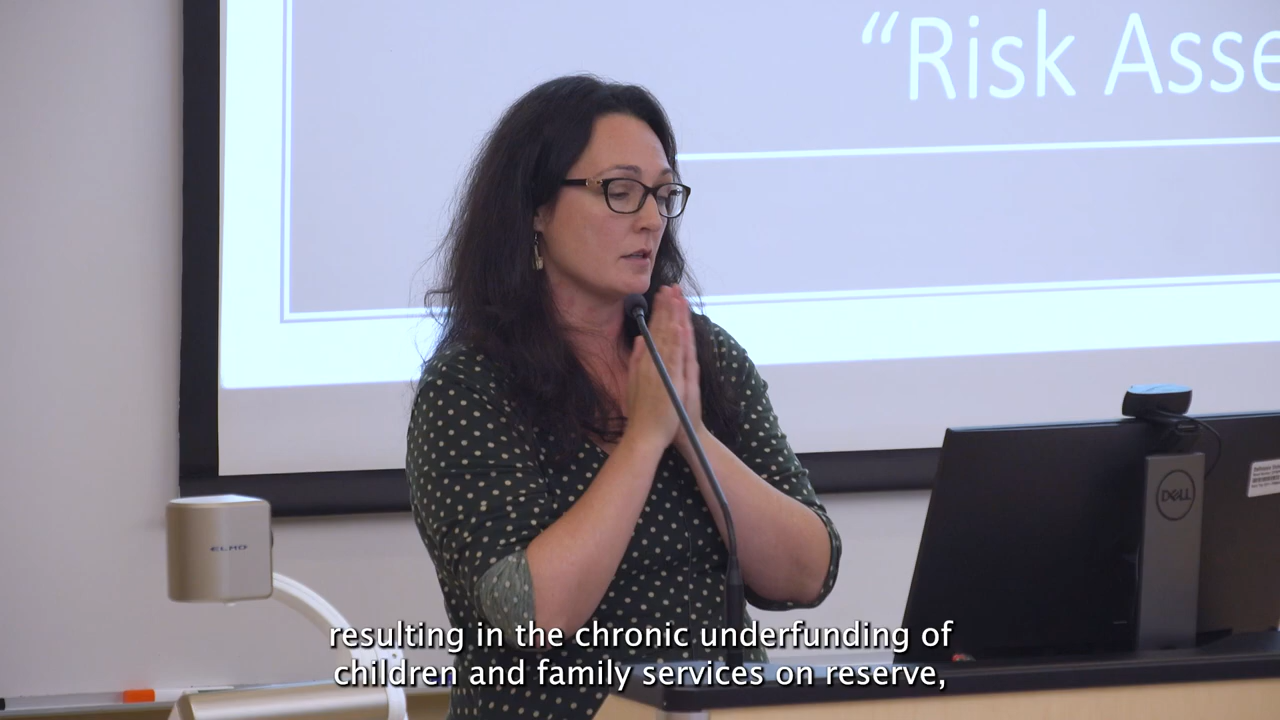 “Risk Asse
ELMO
DELL
resulting in the chronic underfunding of
children and family services on reserve,